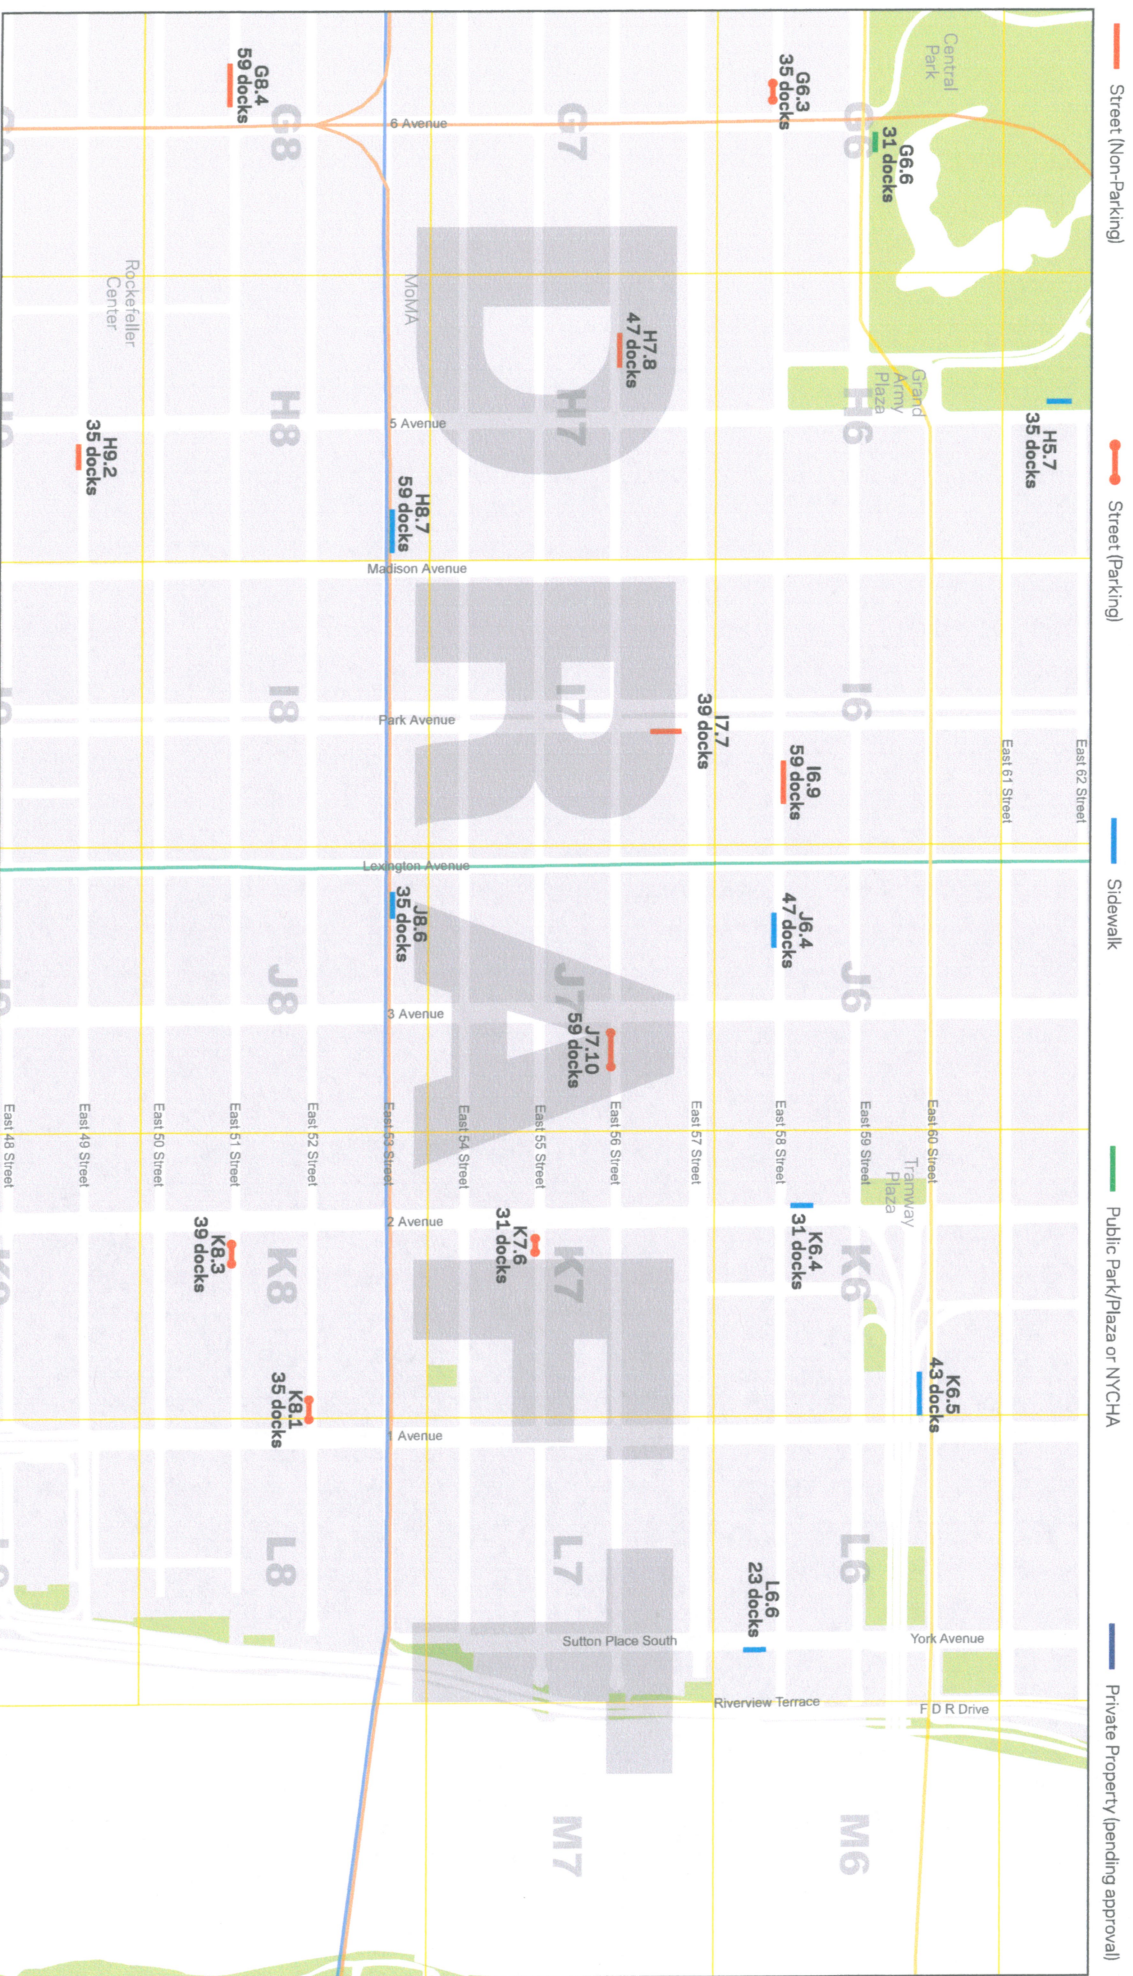 Street (Non-Parking)
Street (Parking)
Sidewalk
Public Park/Plaza or NYCHA
Private Property (pending approval)
East 62 Street
H5.7
35 docks
East 61 Street
Central
Park
Grand
Army
Plaza
Tramway
Plaza
East 60 Street
K6.5
43 docks
York Avenue
F D R Drive
G6.6
31 docks
G6
H6
I6
J6
K6
L6
M6
East 59 Street
G6.3
35 docks
I6.9
59 docks
J6.4
47 docks
East 58 Street
K6.4
31 docks
L6.6
23 docks
Riverview Terrace
I7.7
39 docks
East 57 Street
H7.8
47 docks
East 56 Street
Sutton Place South
DRAFT
G7
H7
I7
J7
K7
L7
M7
J7.10
59 docks
East 55 Street
K7.6
31 docks
East 54 Street
6 Avenue
MoMA
5 Avenue
H8.7
59 docks
Madison Avenue
Park Avenue
Lexington Avenue
J8.6
35 docks
3 Avenue
East 53 Street
2 Avenue
1 Avenue
East 52 Street
K8.1
35 docks
G8
H8
I8
J8
K8
L8
G8.4
59 docks
East 51 Street
K8.3
39 docks
East 50 Street
Rockefeller
Center
H9.2
35 docks
East 49 Street
East 48 Street